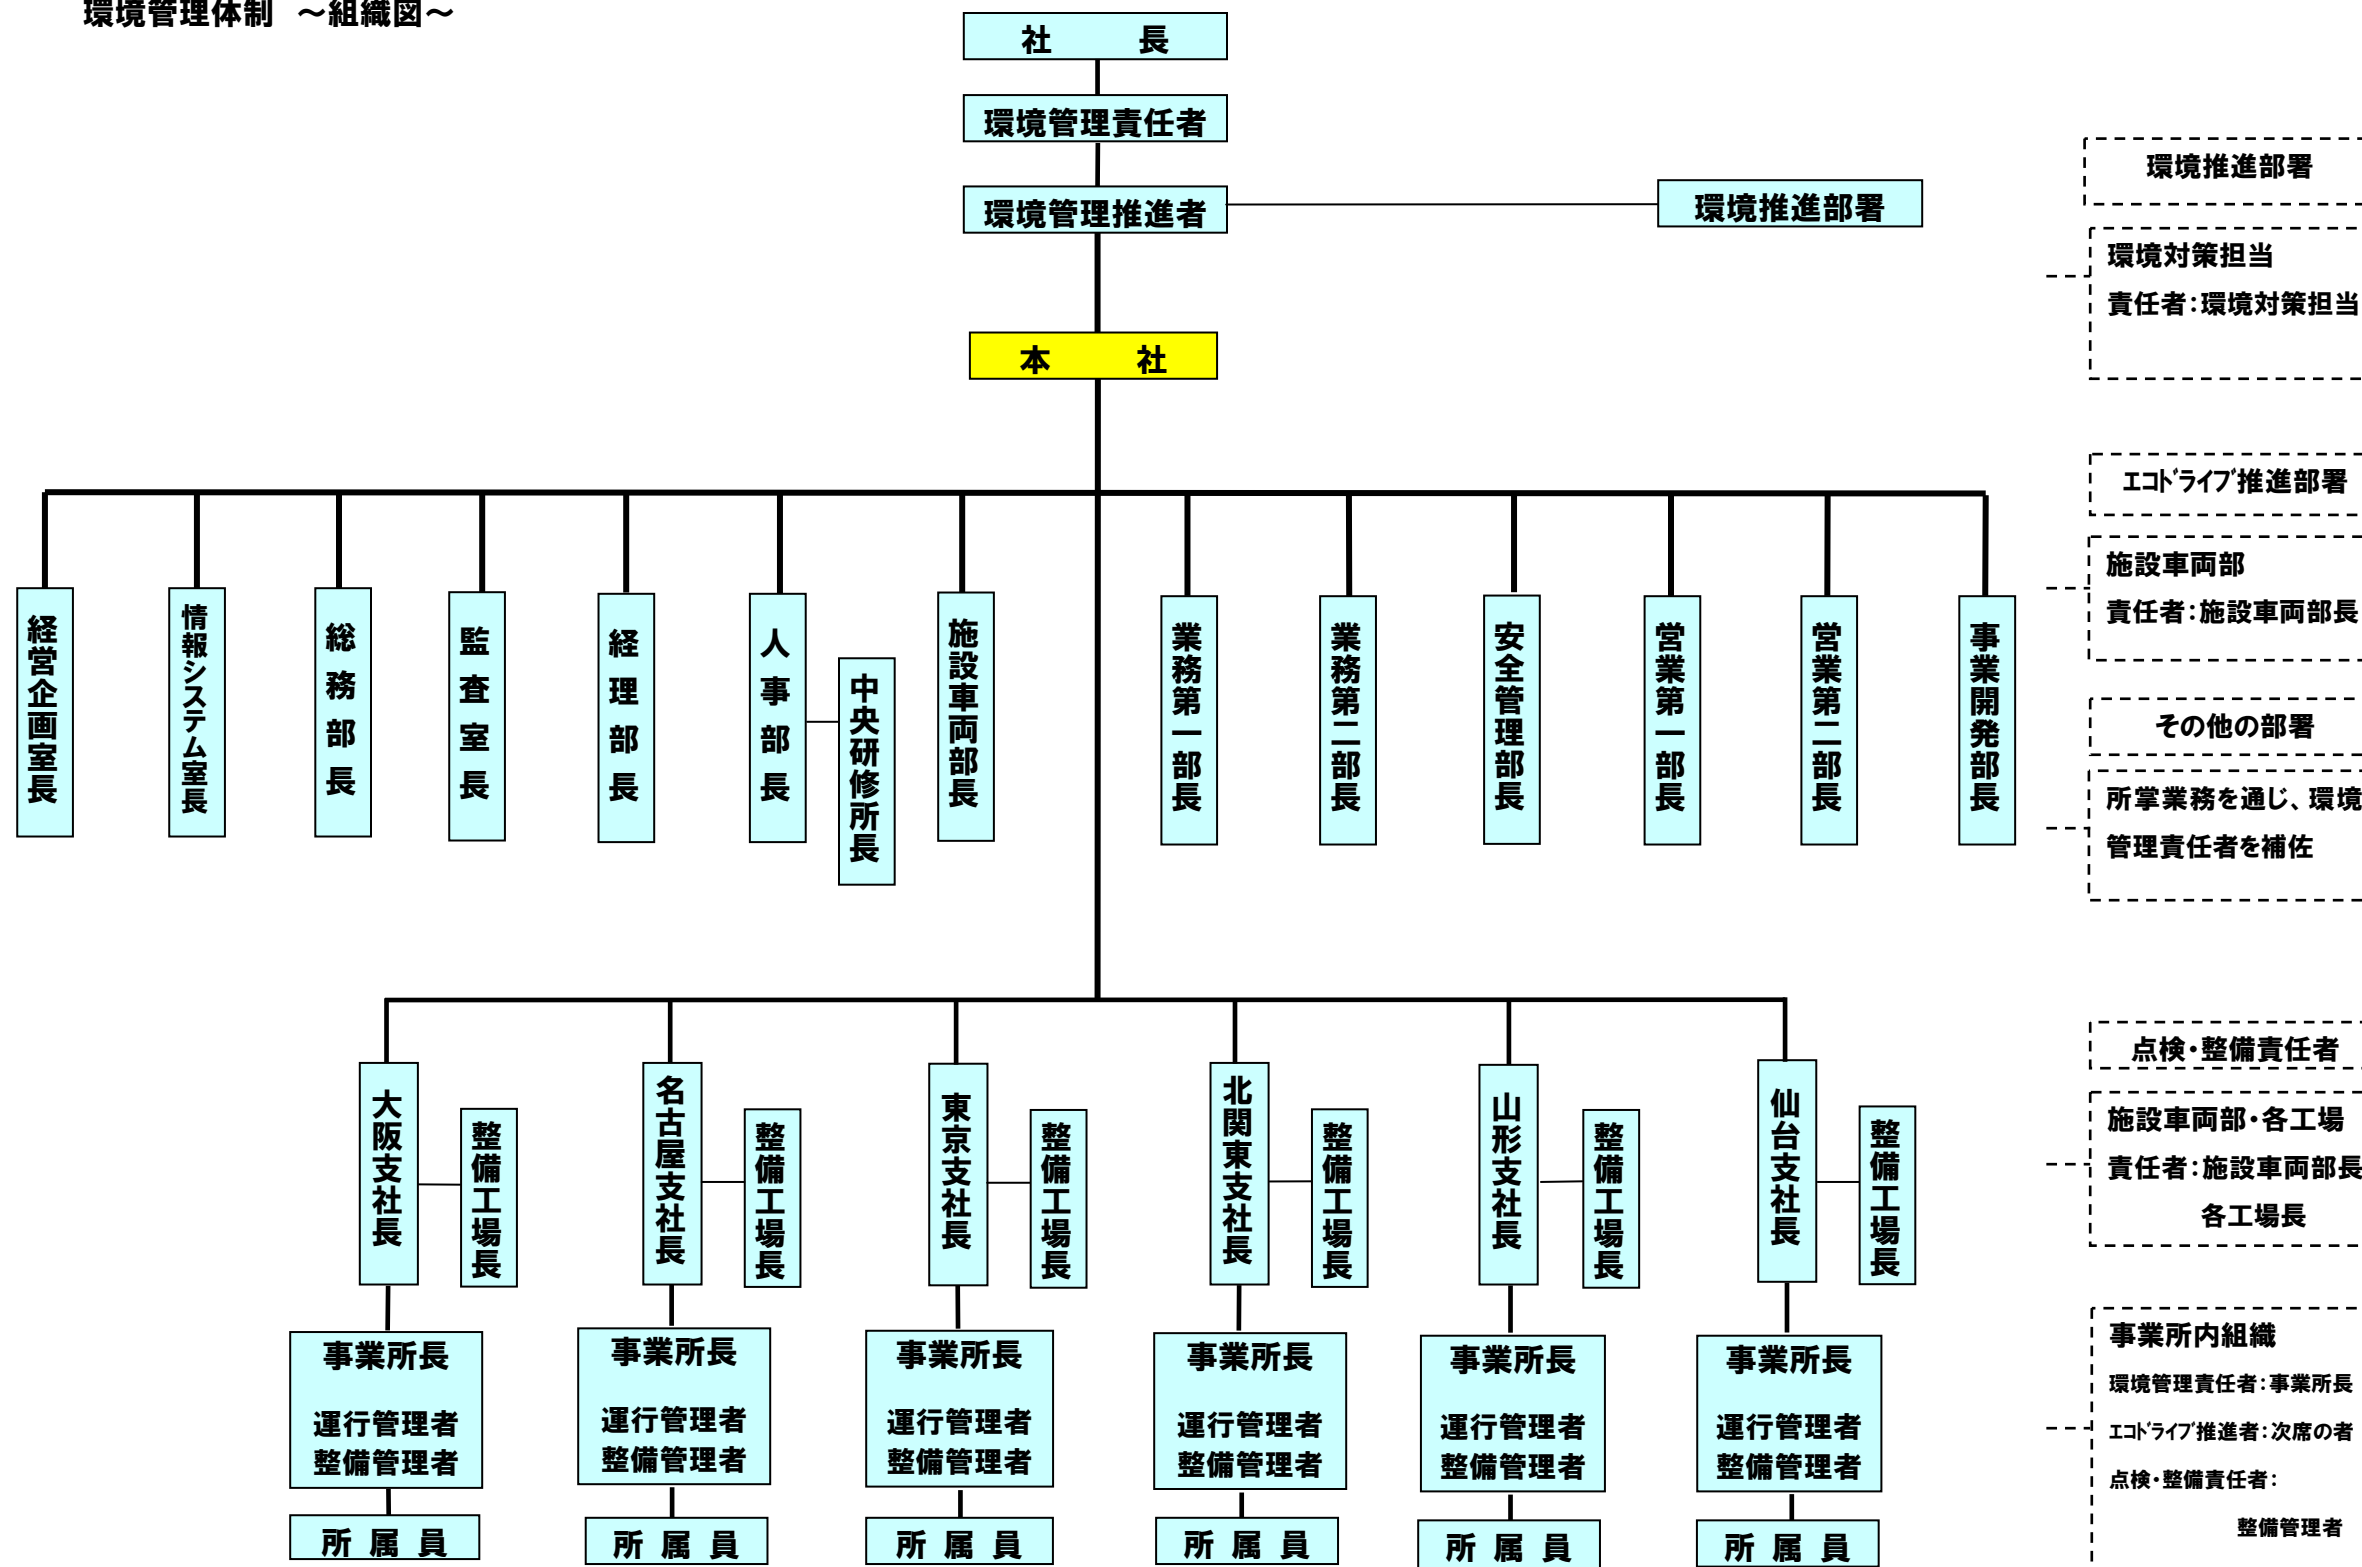 環境管理体制　～組織図～
社　長
環境管理責任者
環境管理推進者
環境推進部署
本　社
経営企画室長
情報システム室長
総務部長
監査室長
経理部長
人事部長
中央研修所長
施設車両部長
業務第一部長
業務第二部長
安全管理部長
営業第一部長
営業第二部長
事業開発部長
大阪支社長
整備工場長
名古屋支社長
整備工場長
東京支社長
整備工場長
北関東支社長
整備工場長
山形支社長
整備工場長
仙台支社長
整備工場長
事業所長
運行管理者
整備管理者
所 属 員
事業所長
運行管理者
整備管理者
所 属 員
事業所長
運行管理者
整備管理者
所 属 員
事業所長
運行管理者
整備管理者
所 属 員
事業所長
運行管理者
整備管理者
所 属 員
事業所長
運行管理者
整備管理者
所 属 員
環境推進部署
環境対策担当
責任者：環境対策担当
ｴｺﾄﾞﾗｲﾌﾞ推進部署
施設車両部
責任者：施設車両部長
その他の部署
所掌業務を通じ、環境
管理責任者を補佐
点検・整備責任者
施設車両部・各工場
責任者：施設車両部長
各工場長
事業所内組織
環境管理責任者：事業所長
ｴｺﾄﾞﾗｲﾌﾞ推進者：次席の者
点検・整備責任者：
整備管理者